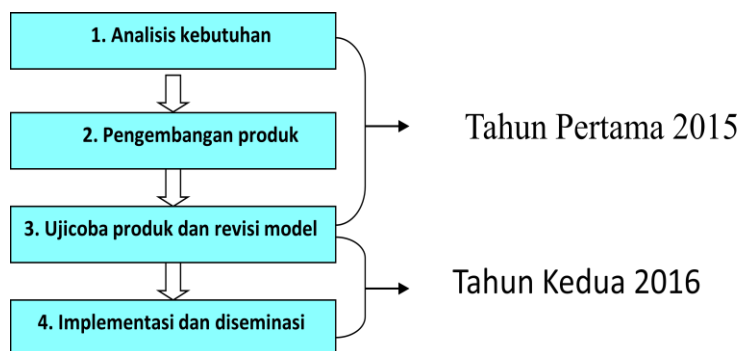 1. Analisis kebutuhan
2. Pengembangan produk
Tahun Pertama 2015
3. Ujicoba produk dan revisi model
Tahun Kedua 2016
4. Implementasi dan diseminasi